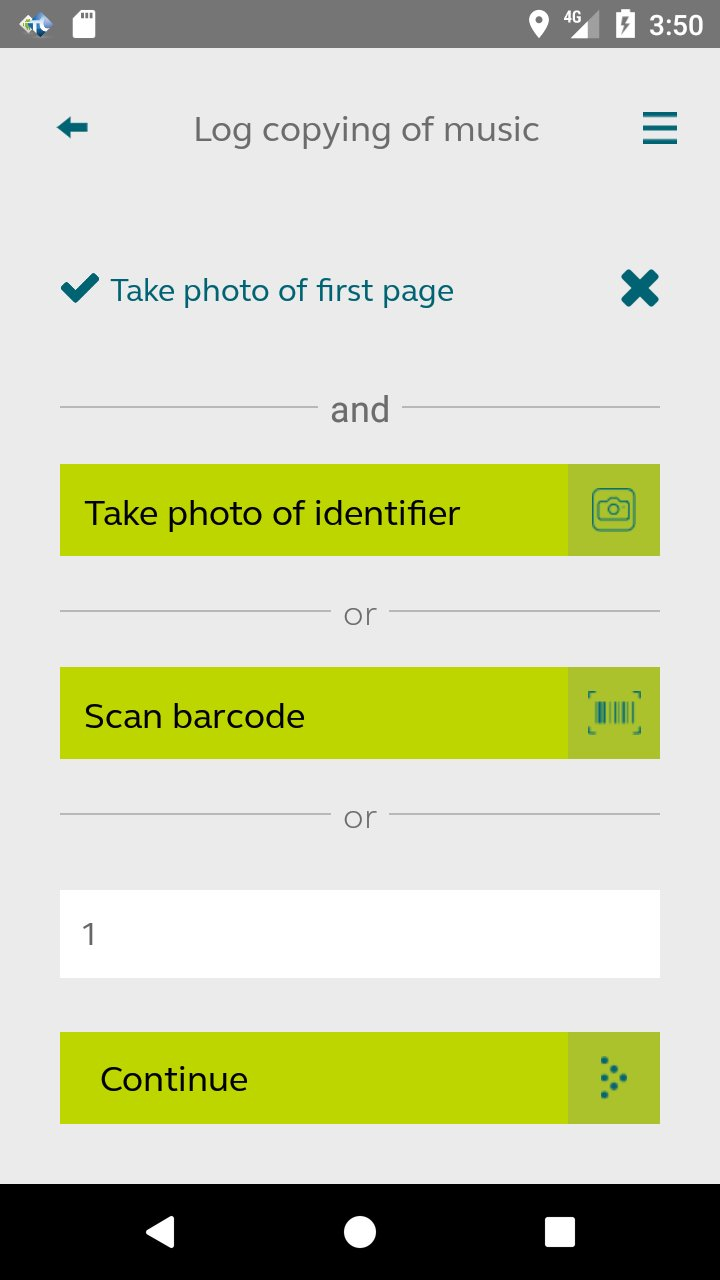 4G 3:50
Log copying of music
Take photo of first page
and
Take photo of identifier
or
Scan barcode
or
1
Continue